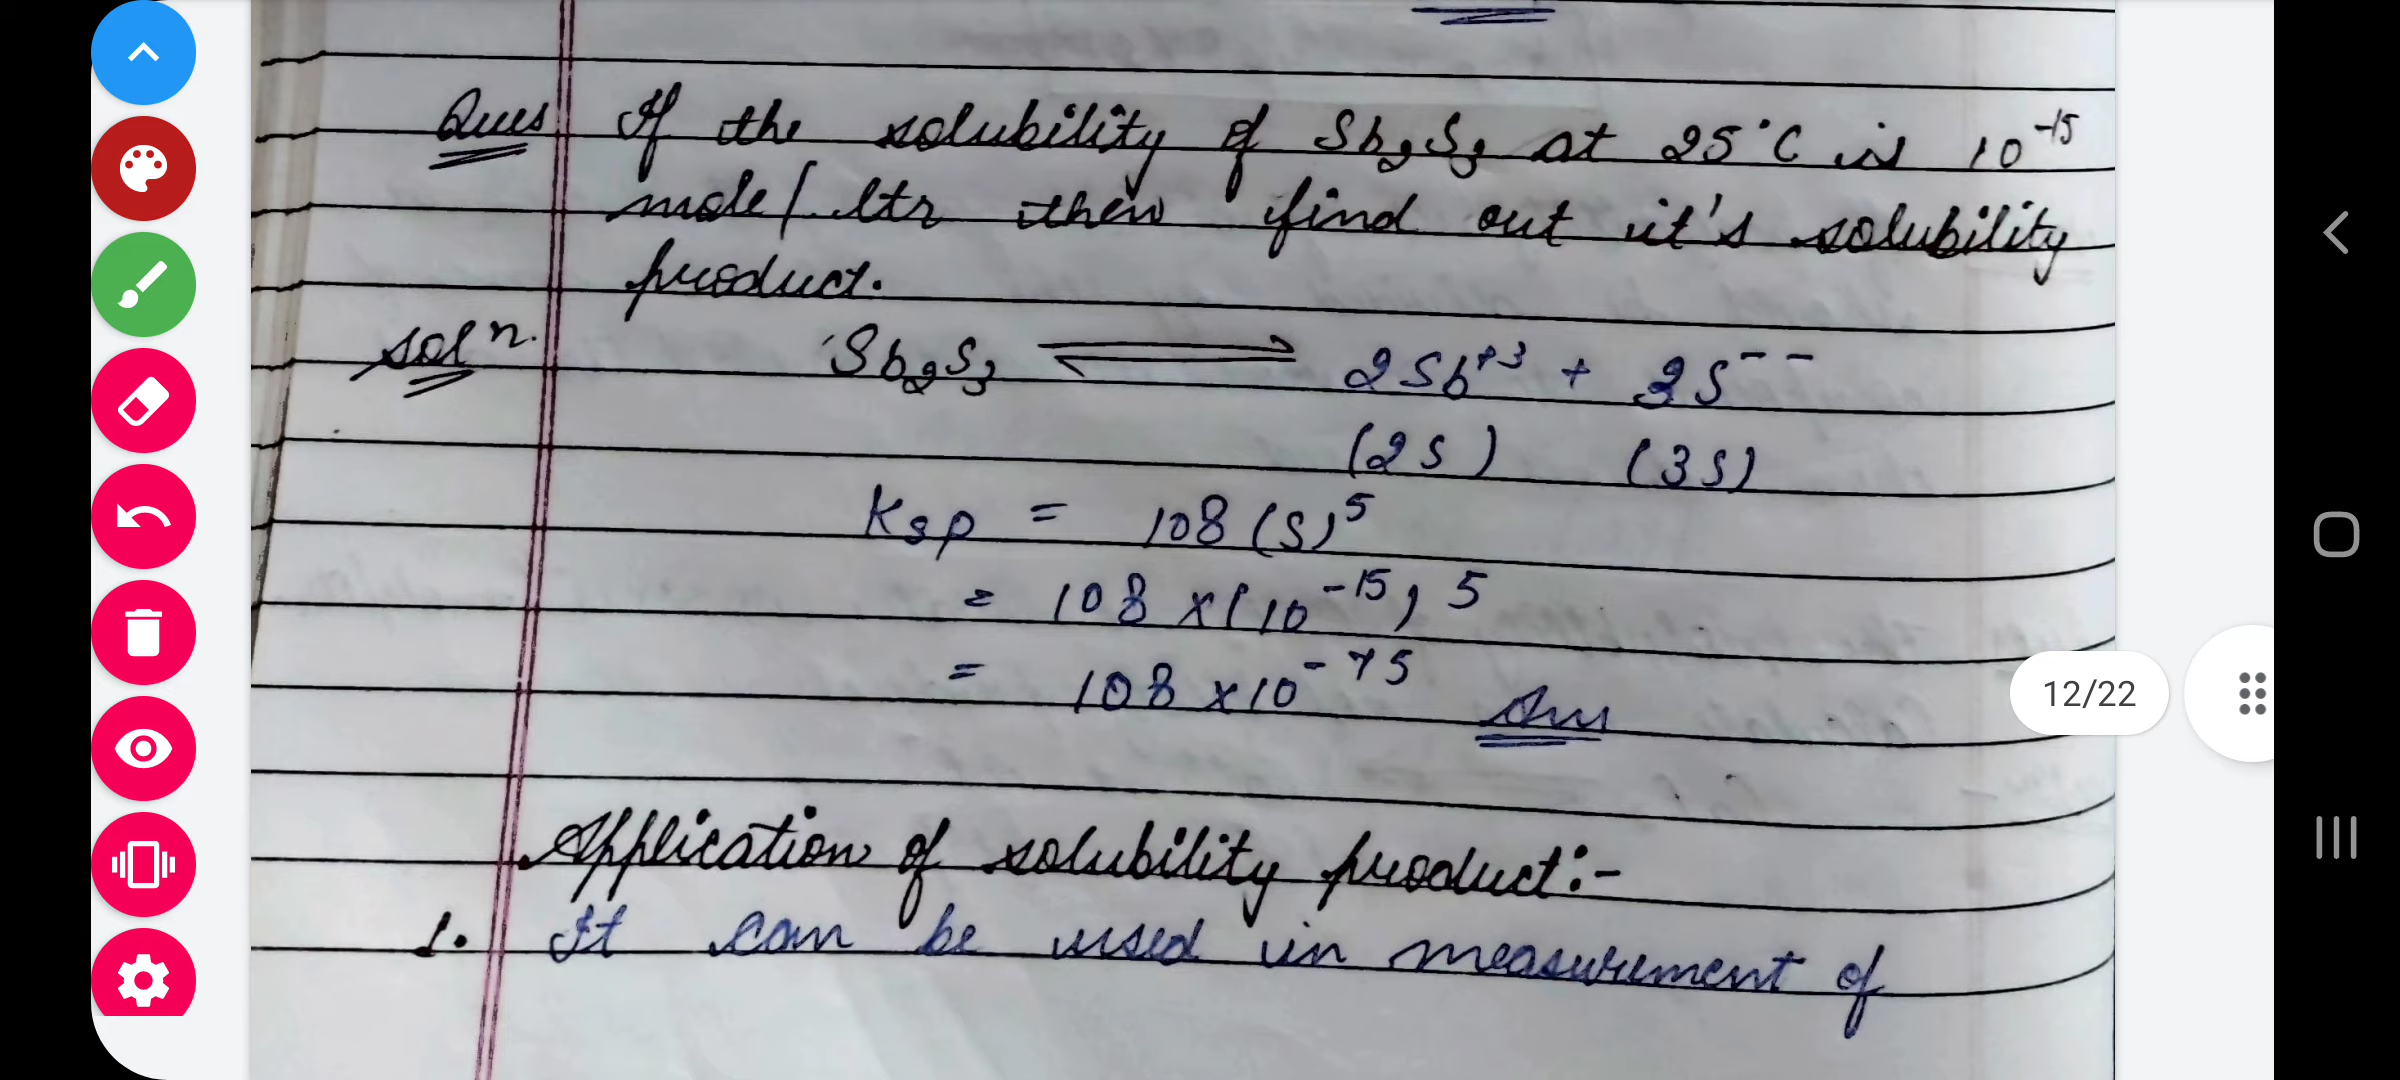 Ques If the solubility of Sb₂S₃ at 25°C is 10⁻¹⁵
mole/ltr then find out it's solubility
product.
solⁿ. Sb₂S₃ ⇌ 2Sb⁺³ + 3S⁻⁻
(2s) (3s)
Ksp = 108 (s)⁵
= 108 x (10⁻¹⁵)⁵
= 108 x 10⁻⁷⁵ Ans
12/22
Application of solubility product:-
1. It can be used in measurement of